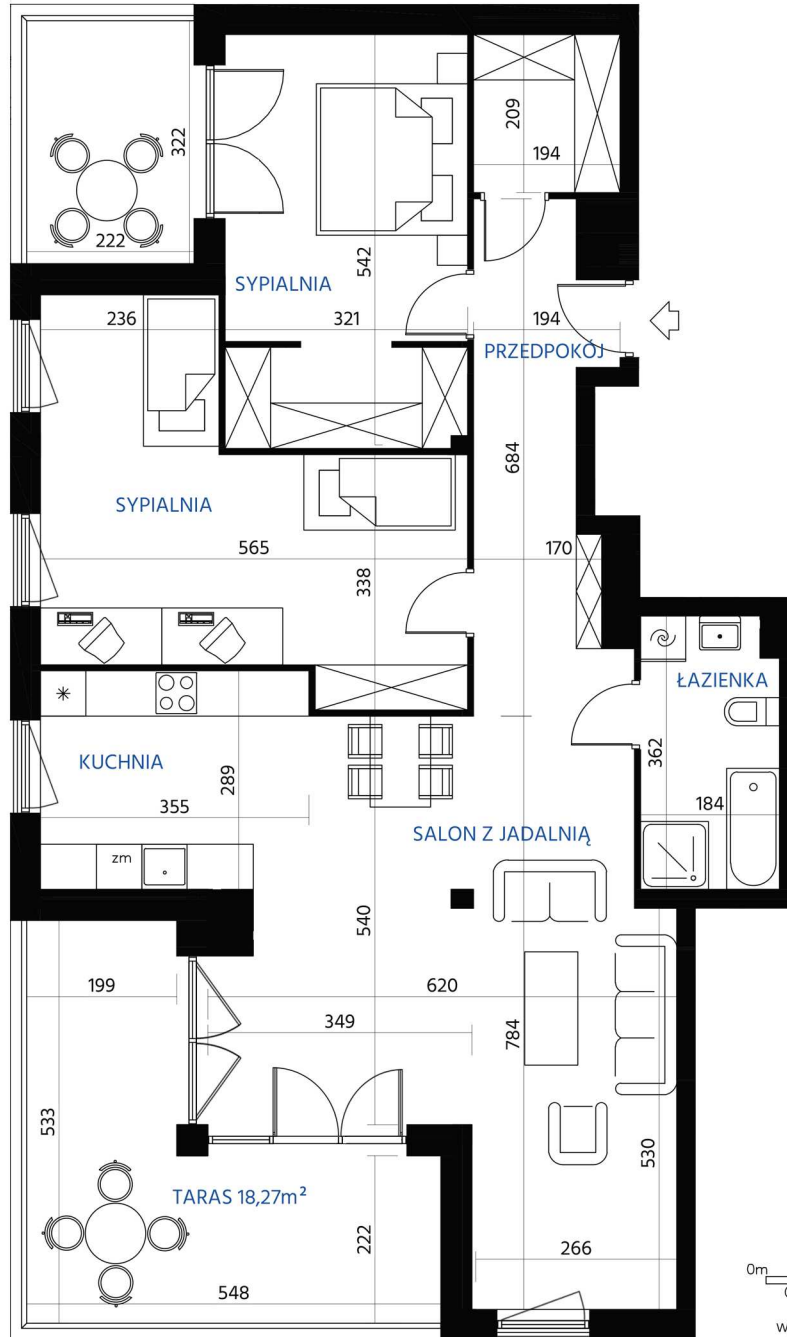 209
194
322
222
542
SYPIALNIA
236
321
194
PRZEDPOKÓJ
684
SYPIALNIA
565
338
170
ŁAZIENKA
362
184
KUCHNIA
289
355
SALON Z JADALNIĄ
zm
540
199
620
349
784
533
530
TARAS 18,27m²
222
266
548
0m
0
w